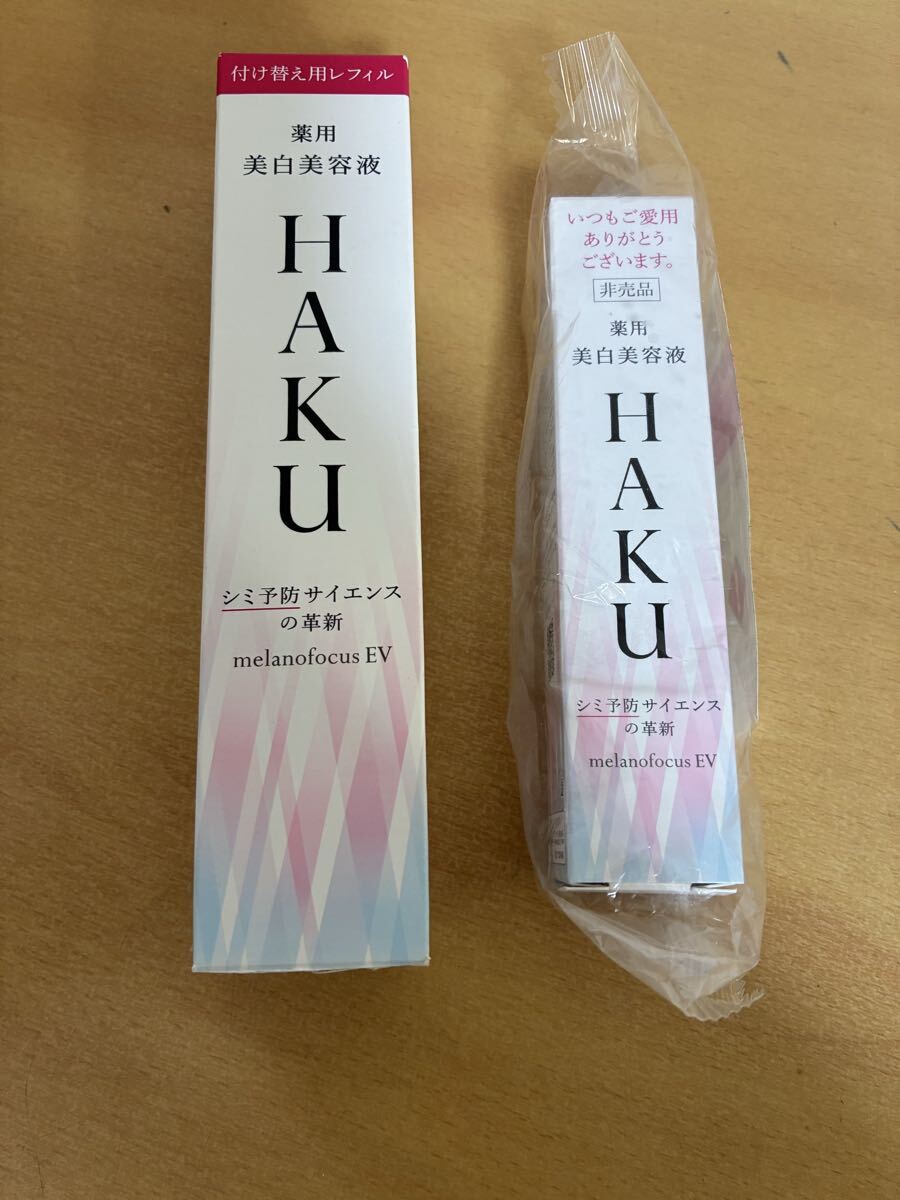 付け替え用レフィル
薬用
美白美容液
HAKU
シミ予防サイエンス
の革新
melanofocus EV
いつもご愛用
ありがとう
ございます。
非売品
薬用
美白美容液
HAKU
シミ予防サイエンス
の革新
melanofocus EV